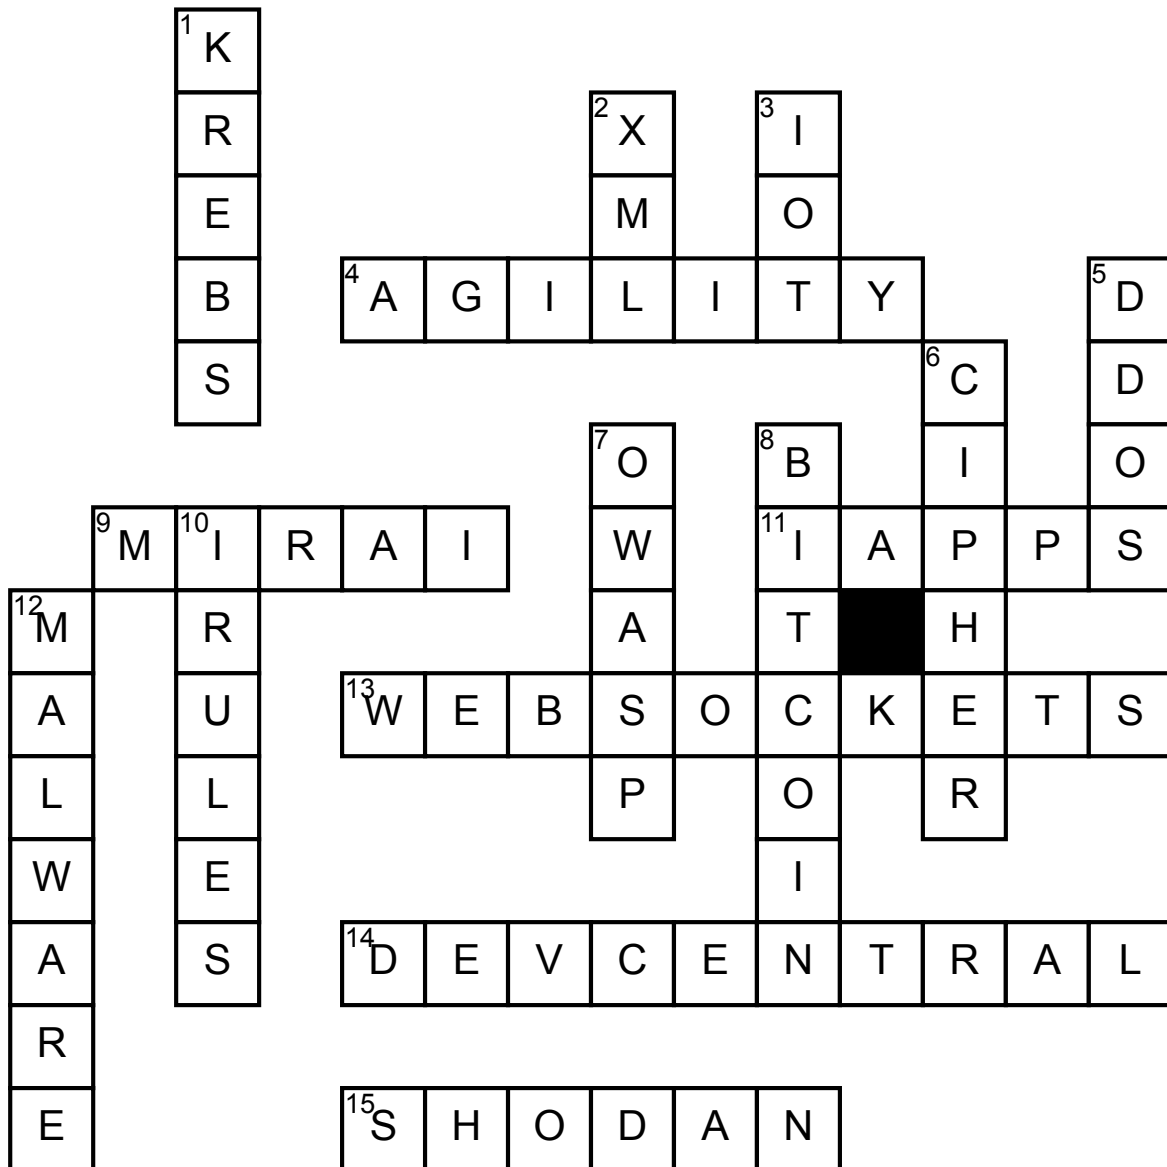 1 K
R 2 X 3 I
E M O
B 4 A G I L I T Y 5 D
S 6 C D
7 O 8 B I O
9 M 10 I R A I W 11 I A P P S
12 M R A T H
A U 13 W E B S O C K E T S
L L P O R
W E I
A S 14 D E V C E N T R A L
R
E 15 S H O D A N